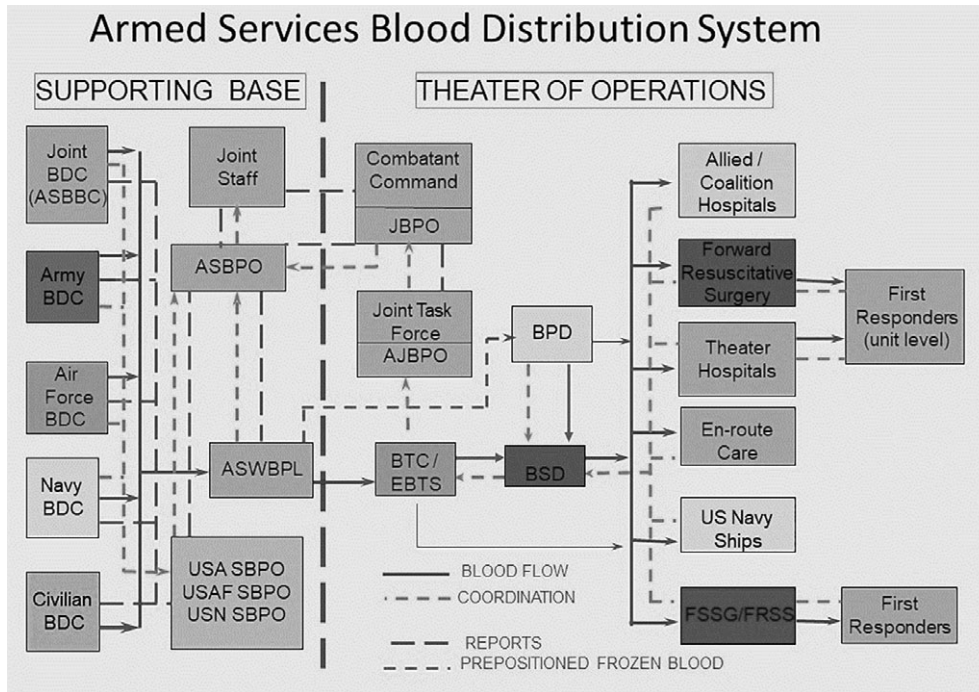 Armed Services Blood Distribution System
SUPPORTING BASE
THEATER OF OPERATIONS
Joint
BDC
(ASBBC)
Army
BDC
Air
Force
BDC
Navy
BDC
Civilian
BDC
Joint
Staff
ASBPO
ASWBPL
USA SBPO
USAF SBPO
USN SBPO
Combatant
Command
JBPO
Joint Task
Force
AJBPO
BTC /
EBTS
BPD
BSD
Allied /
Coalition
Hospitals
Forward
Resuscitative
Surgery
Theater
Hospitals
En-route
Care
US Navy
Ships
FSSG/FRSS
First
Responders
(unit level)
First
Responders
BLOOD FLOW
COORDINATION
REPORTS
PREPOSITIONED FROZEN BLOOD